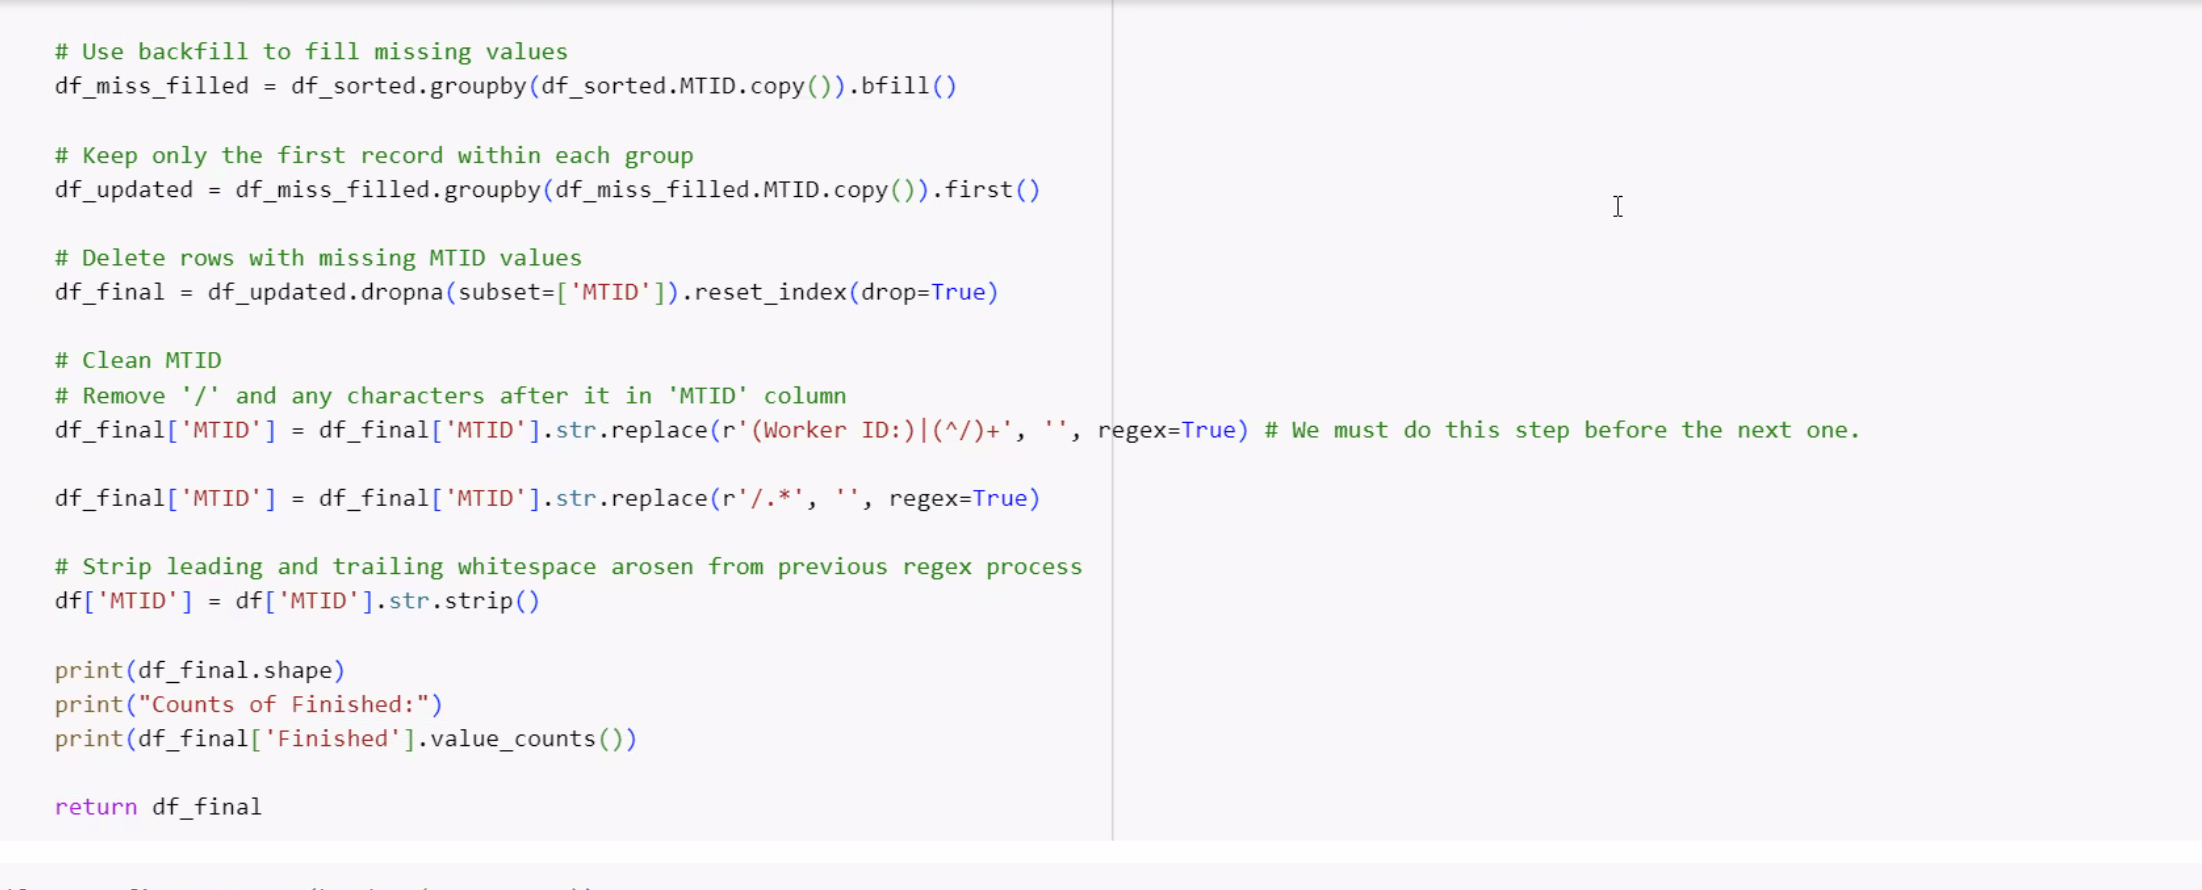 # Use backfill to fill missing values
df_miss_filled = df_sorted.groupby(df_sorted.MTID.copy()).bfill()
# Keep only the first record within each group
df_updated = df_miss_filled.groupby(df_miss_filled.MTID.copy()).first()
# Delete rows with missing MTID values
df_final = df_updated.dropna(subset=['MTID']).reset_index(drop=True)
# Clean MTID
# Remove '/' and any characters after it in 'MTID' column
df_final['MTID'] = df_final['MTID'].str.replace(r'(Worker ID:)|(^/)+', '', regex=True) # We must do this step before the next one.
df_final['MTID'] = df_final['MTID'].str.replace(r'/.*', '', regex=True)
# Strip leading and trailing whitespace arosen from previous regex process
df['MTID'] = df['MTID'].str.strip()
print(df_final.shape)
print("Counts of Finished:")
print(df_final['Finished'].value_counts())
return df_final